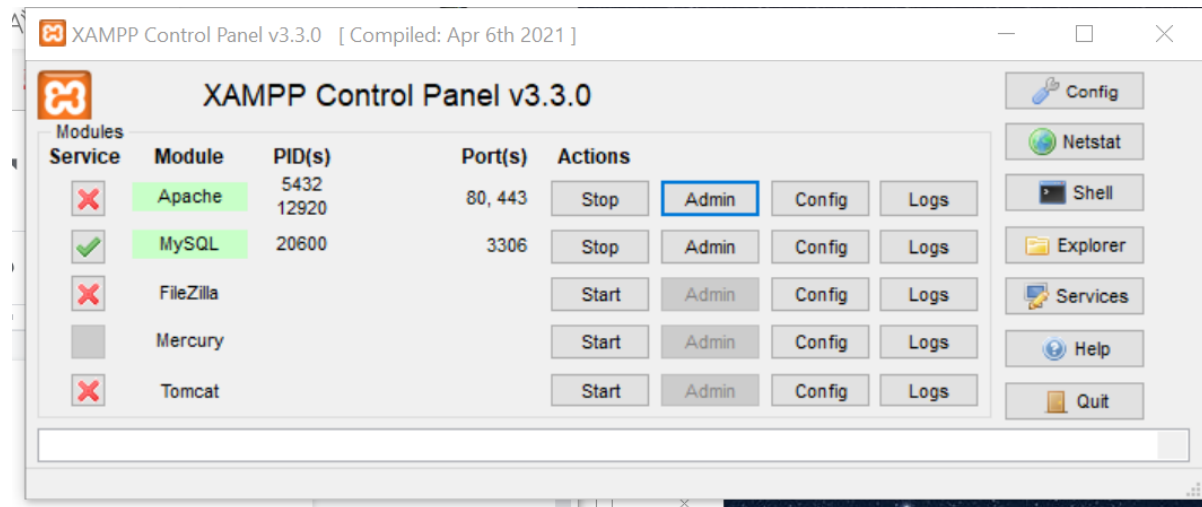 XAMPP Control Panel v3.3.0 [ Compiled: Apr 6th 2021 ]
XAMPP Control Panel v3.3.0
Config
Modules
Service Module PID(s) Port(s) Actions
Netstat
Apache 5432 12920 80, 443 Stop Admin Config Logs
Shell
MySQL 20600 3306 Stop Admin Config Logs
Explorer
FileZilla Start Admin Config Logs
Services
Mercury Start Admin Config Logs
Help
Tomcat Start Admin Config Logs
Quit